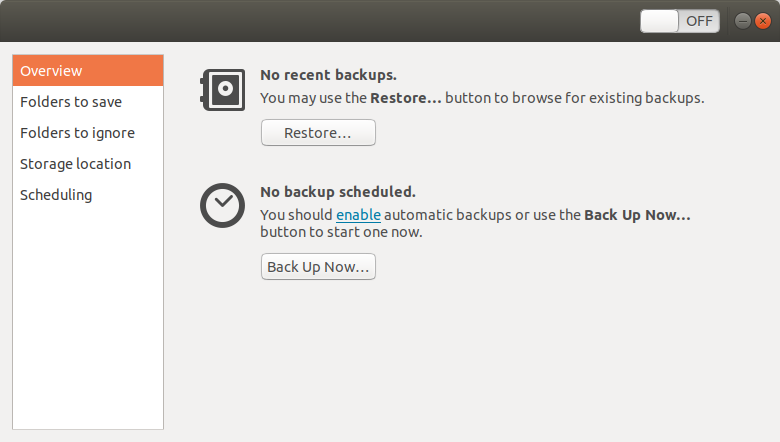 OFF
Overview
Folders to save
Folders to ignore
Storage location
Scheduling
No recent backups.
You may use the Restore... button to browse for existing backups.
Restore...
No backup scheduled.
You should enable automatic backups or use the Back Up Now...
button to start one now.
Back Up Now...